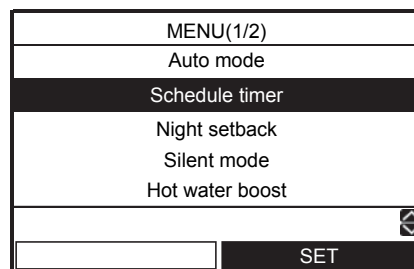 MENU(1/2)
Auto mode
Schedule timer
Night setback
Silent mode
Hot water boost
SET